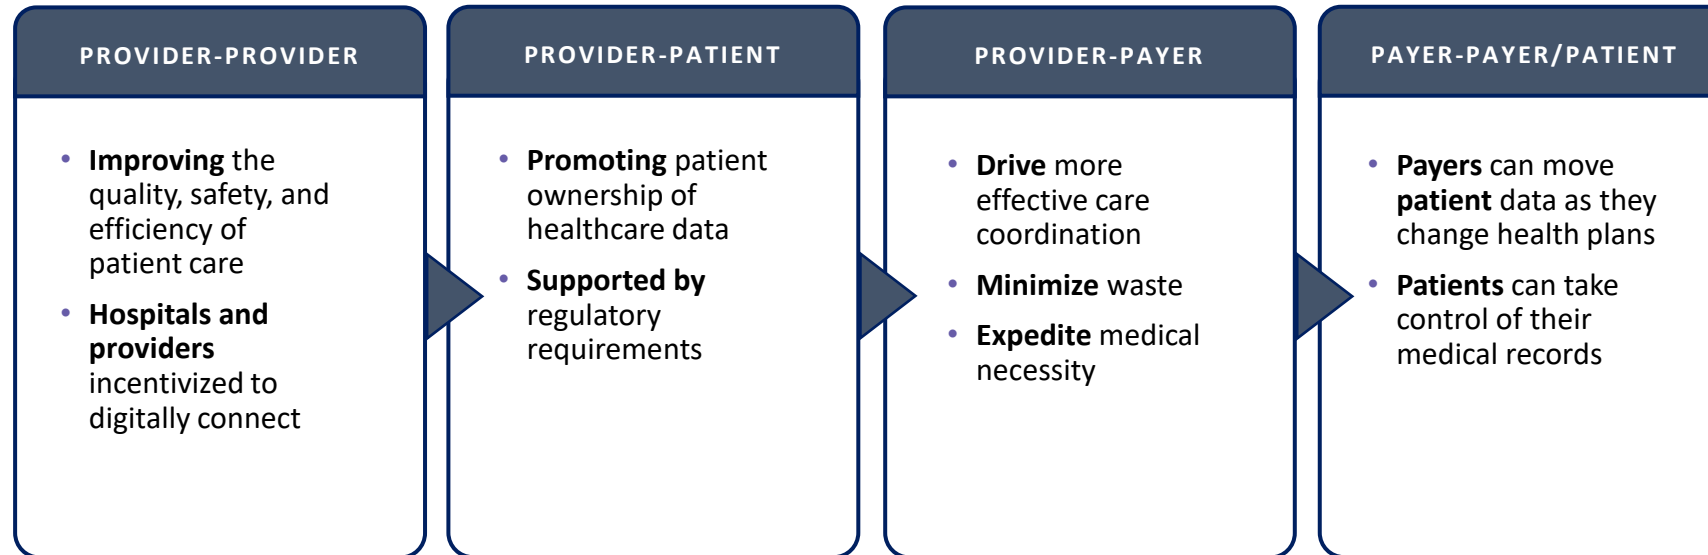 PROVIDER-PROVIDER
• Improving the
quality, safety, and
efficiency of
patient care
• Hospitals and
providers
incentivized to
digitally connect
PROVIDER-PATIENT
• Promoting patient
ownership of
healthcare data
• Supported by
regulatory
requirements
PROVIDER-PAYER
• Drive more
effective care
coordination
• Minimize waste
• Expedite medical
necessity
PAYER-PAYER/PATIENT
• Payers can move
patient data as they
change health plans
• Patients can take
control of their
medical records